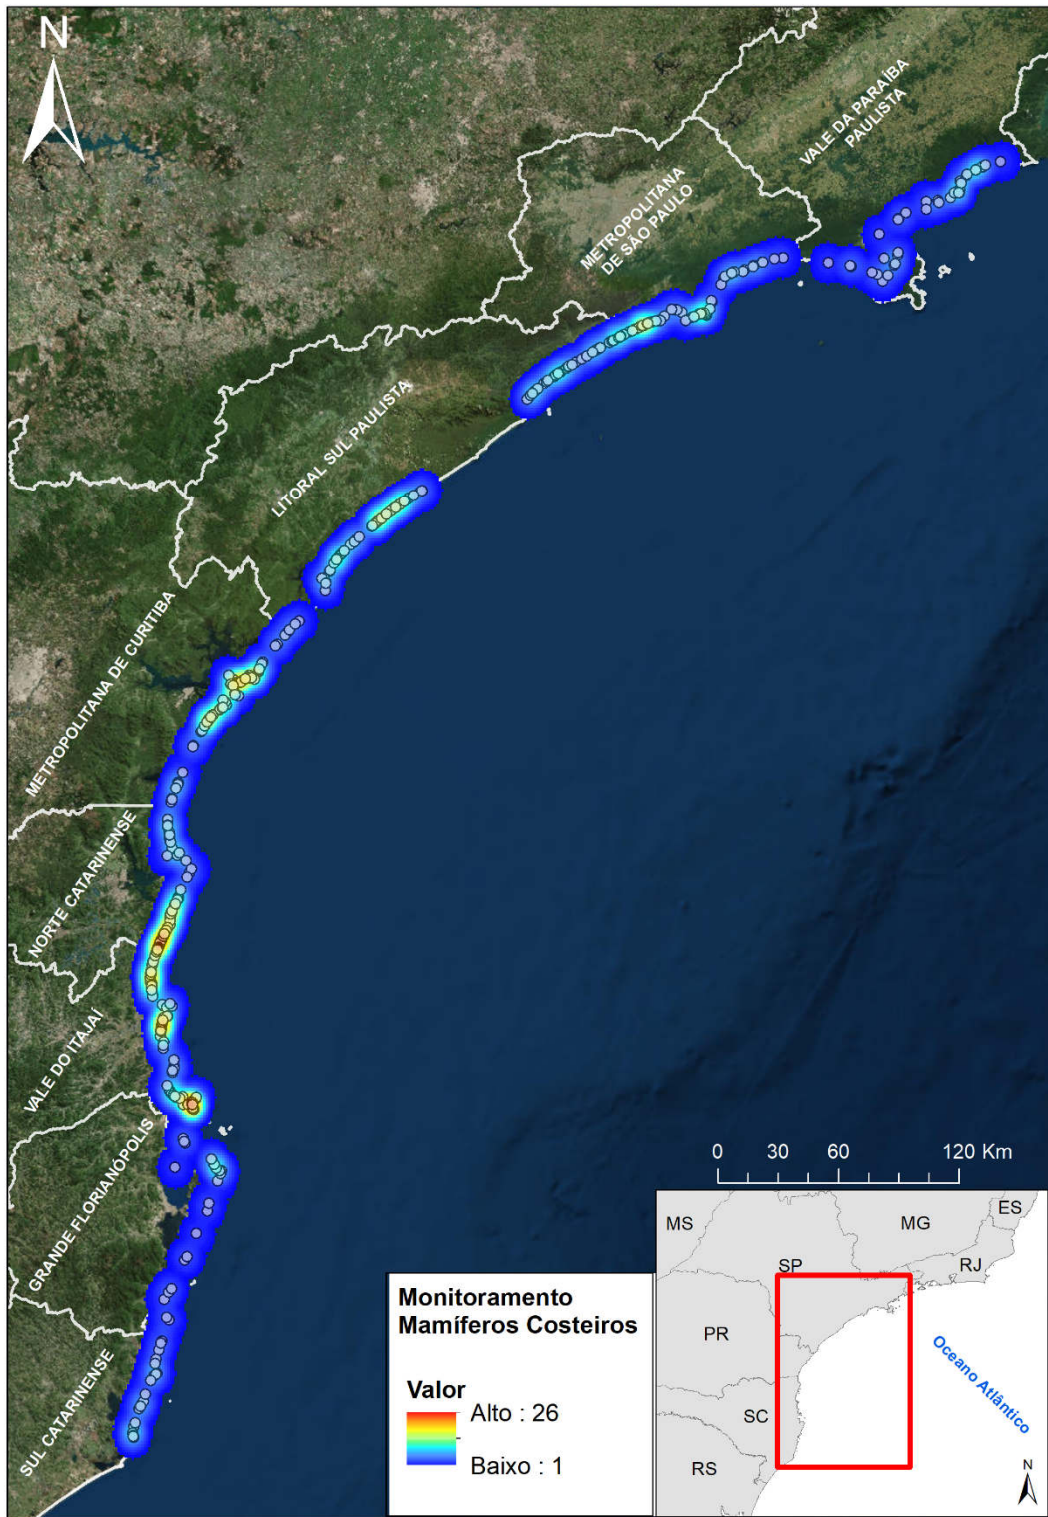 N
VALE DA PARAÍBA
PAULISTA
METROPOLITANA
DE SÃO PAULO
LITORAL SUL PAULISTA
METROPOLITANA DE CURITIBA
NORTE CATARINENSE
VALE DO ITAJAÍ
GRANDE FLORIANÓPOLIS
SUL CATARINENSE
0 30 60 120 Km
Monitoramento
Mamíferos Costeiros
Valor
Alto : 26
Baixo : 1
MS
MG
ES
SP
RJ
PR
SC
RS
Oceano Atlântico
N